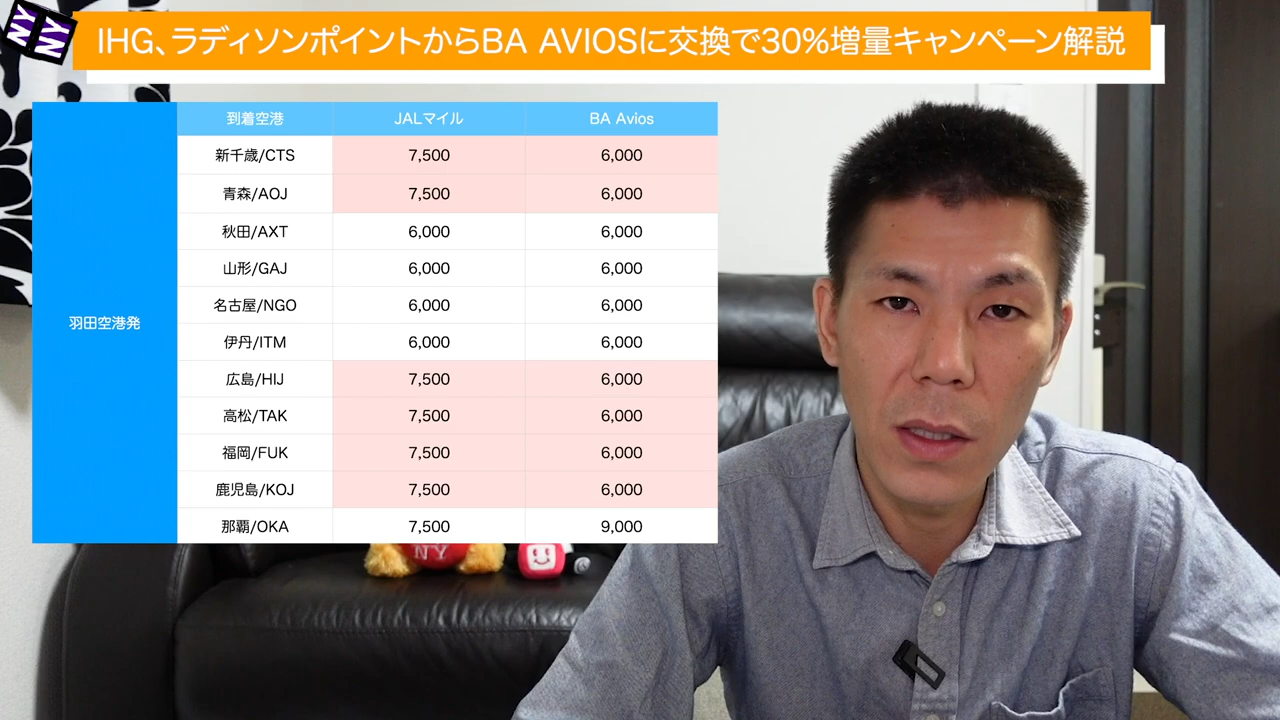 NY NY
IHG、ラディソンポイントからBA AVIOSに交換で30%増量キャンペーン解説
羽田空港発
到着空港 JALマイル BA Avios
新千歳/CTS 7,500 6,000
青森/AOJ 7,500 6,000
秋田/AXT 6,000 6,000
山形/GAJ 6,000 6,000
名古屋/NGO 6,000 6,000
伊丹/ITM 6,000 6,000
広島/HIJ 7,500 6,000
高松/TAK 7,500 6,000
福岡/FUK 7,500 6,000
鹿児島/KOJ 7,500 6,000
那覇/OKA 7,500 9,000
NY